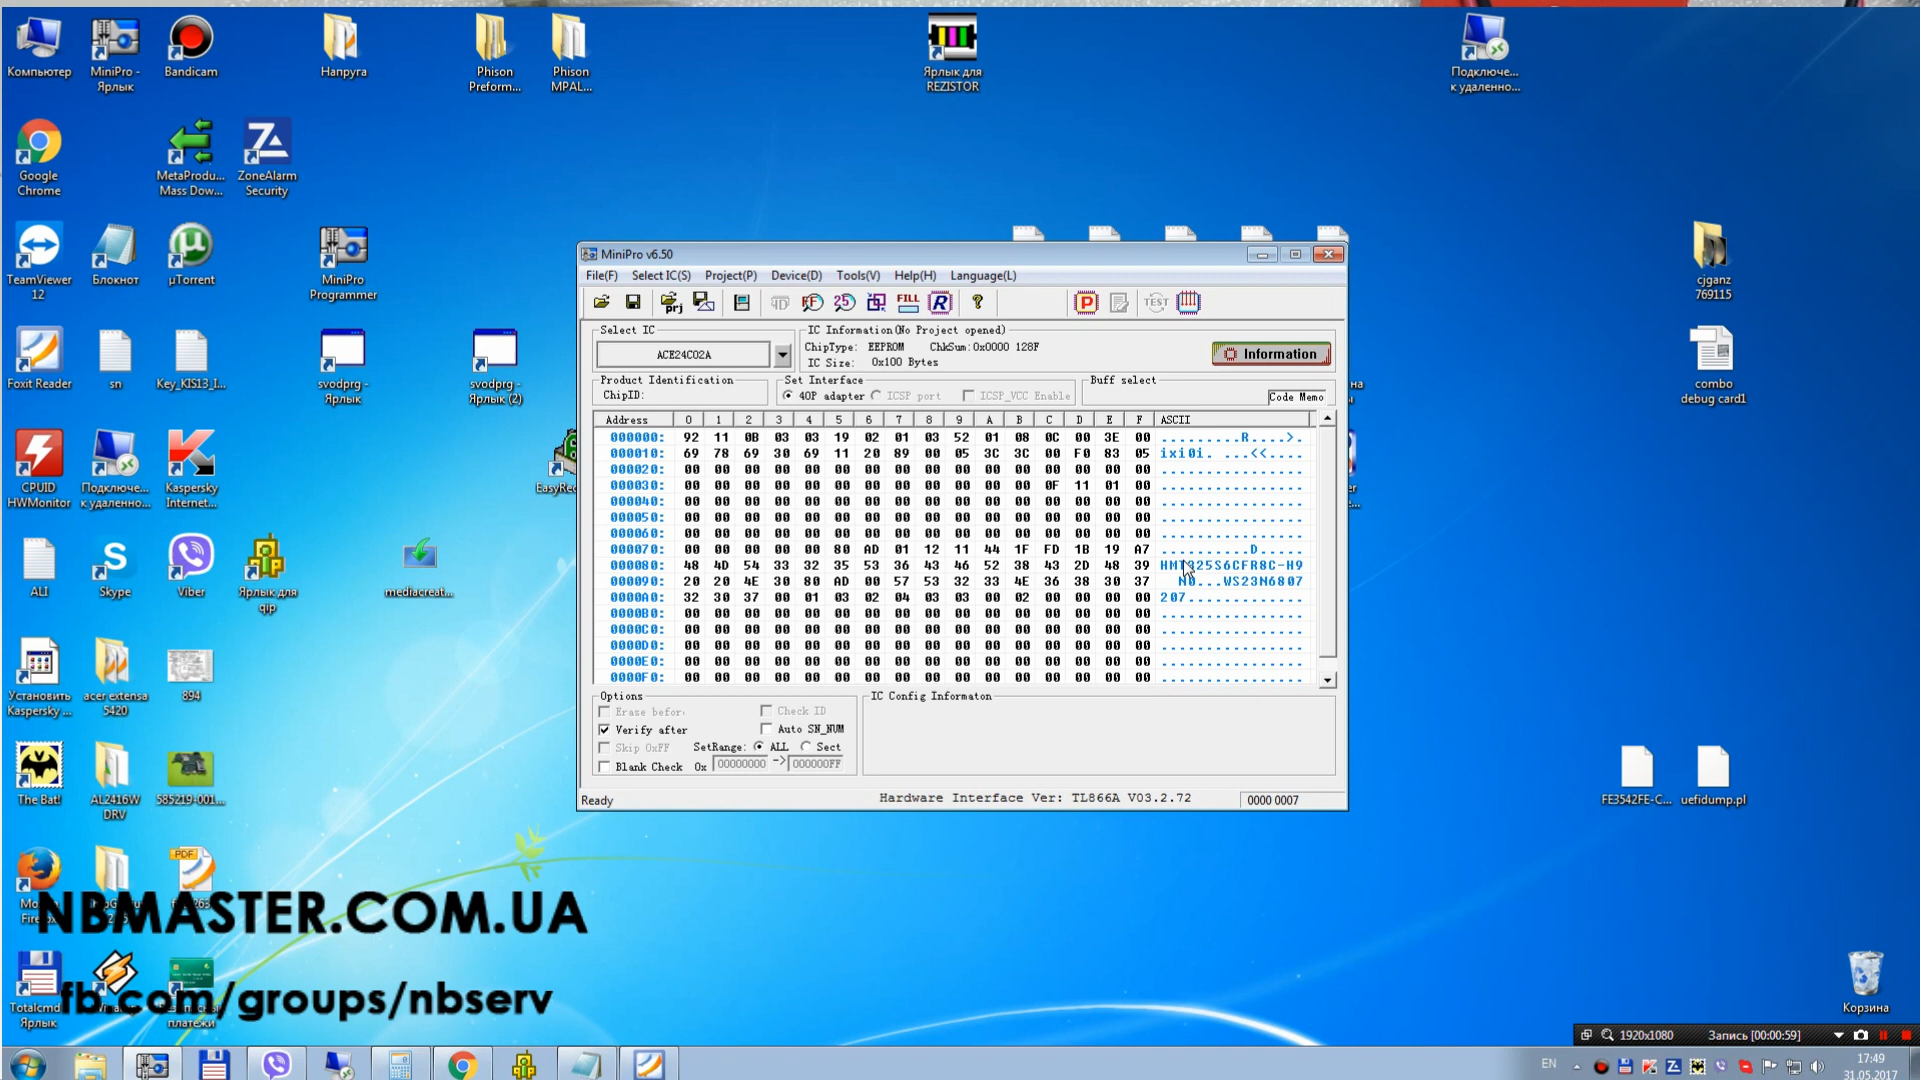 Компьютер
MiniPro -
Ярлык
Bandicam
Напруга
Phison
Preform...
Phison
MPAL...
Ярлык для
REZISTOR
Подключе...
к удаленно...
Google
Chrome
MetaProdu...
Mass Dow...
ZoneAlarm
Security
TeamViewer
12
Блокнот
µTorrent
MiniPro
Programmer
cjganz
769115
Foxit Reader
sn
Key_KIS13_I...
svodprg -
Ярлык
svodprg -
Ярлык (2)
combo
debug card1
CPUID
HWMonitor
Подключе...
к удаленно...
Kaspersky
Internet...
EasyRec
ALI
Skype
Viber
Ярлык для
qip
mediacreat...
Установить
Kaspersky ...
acer extensa
5420
894
The Bat!
AL2416W
DRV
585219-001...
FE3542FE-C...
uefidump.pl
PDF
NBMASTER.COM.UA
fb.com/groups/nbserv
Totalcmd
Ярлык
платежи
Корзина
MiniPro v6.50
File(F) Select IC(S) Project(P) Device(D) Tools(V) Help(H) Language(L)
prj FILL R ? P TEST
Select IC
ACE24C02A
IC Information(No Project opened)
ChipType: EEPROM ChkSum:0x0000 128F
IC Size: 0x100 Bytes
Information
Product Identification
ChipID:
Set Interface
40P adapter ICSP port ICSP_VCC Enable
Buff select
Code Memo
Address 0 1 2 3 4 5 6 7 8 9 A B C D E F ASCII
000000: 92 11 0B 03 03 19 02 01 03 52 01 08 0C 00 3E 00 .........R....>.
000010: 69 78 69 30 69 11 20 89 00 05 3C 3C 00 F0 83 05 ixi0i. ...<<....
000020: 00 00 00 00 00 00 00 00 00 00 00 00 00 00 00 00 ................
000030: 00 00 00 00 00 00 00 00 00 00 00 00 0F 11 01 00 ................
000040: 00 00 00 00 00 00 00 00 00 00 00 00 00 00 00 00 ................
000050: 00 00 00 00 00 00 00 00 00 00 00 00 00 00 00 00 ................
000060: 00 00 00 00 00 00 00 00 00 00 00 00 00 00 00 00 ................
000070: 00 00 00 00 00 80 AD 01 12 11 44 1F FD 1B 19 A7 ..........D.....
000080: 48 4D 54 33 32 35 53 36 43 46 52 38 43 2D 48 39 HMT325S6CFR8C-H9
000090: 20 20 4E 30 80 AD 00 57 53 32 33 4E 36 38 30 37 N0...WS23N6807
0000A0: 32 30 37 00 01 03 02 04 03 03 00 02 00 00 00 00 207.............
0000B0: 00 00 00 00 00 00 00 00 00 00 00 00 00 00 00 00 ................
0000C0: 00 00 00 00 00 00 00 00 00 00 00 00 00 00 00 00 ................
0000D0: 00 00 00 00 00 00 00 00 00 00 00 00 00 00 00 00 ................
0000E0: 00 00 00 00 00 00 00 00 00 00 00 00 00 00 00 00 ................
0000F0: 00 00 00 00 00 00 00 00 00 00 00 00 00 00 00 00 ................
Options
Erase befor
Check ID
Verify after
Auto SN_NUM
Skip 0xFF
SetRange: ALL Sect
Blank Check 0x 00000000 -> 000000FF
IC Config Informaton
Ready
Hardware Interface Ver: TL866A V03.2.72
0000 0007
1920x1080 Запись [00:00:59]
EN
17:49
31.05.2017